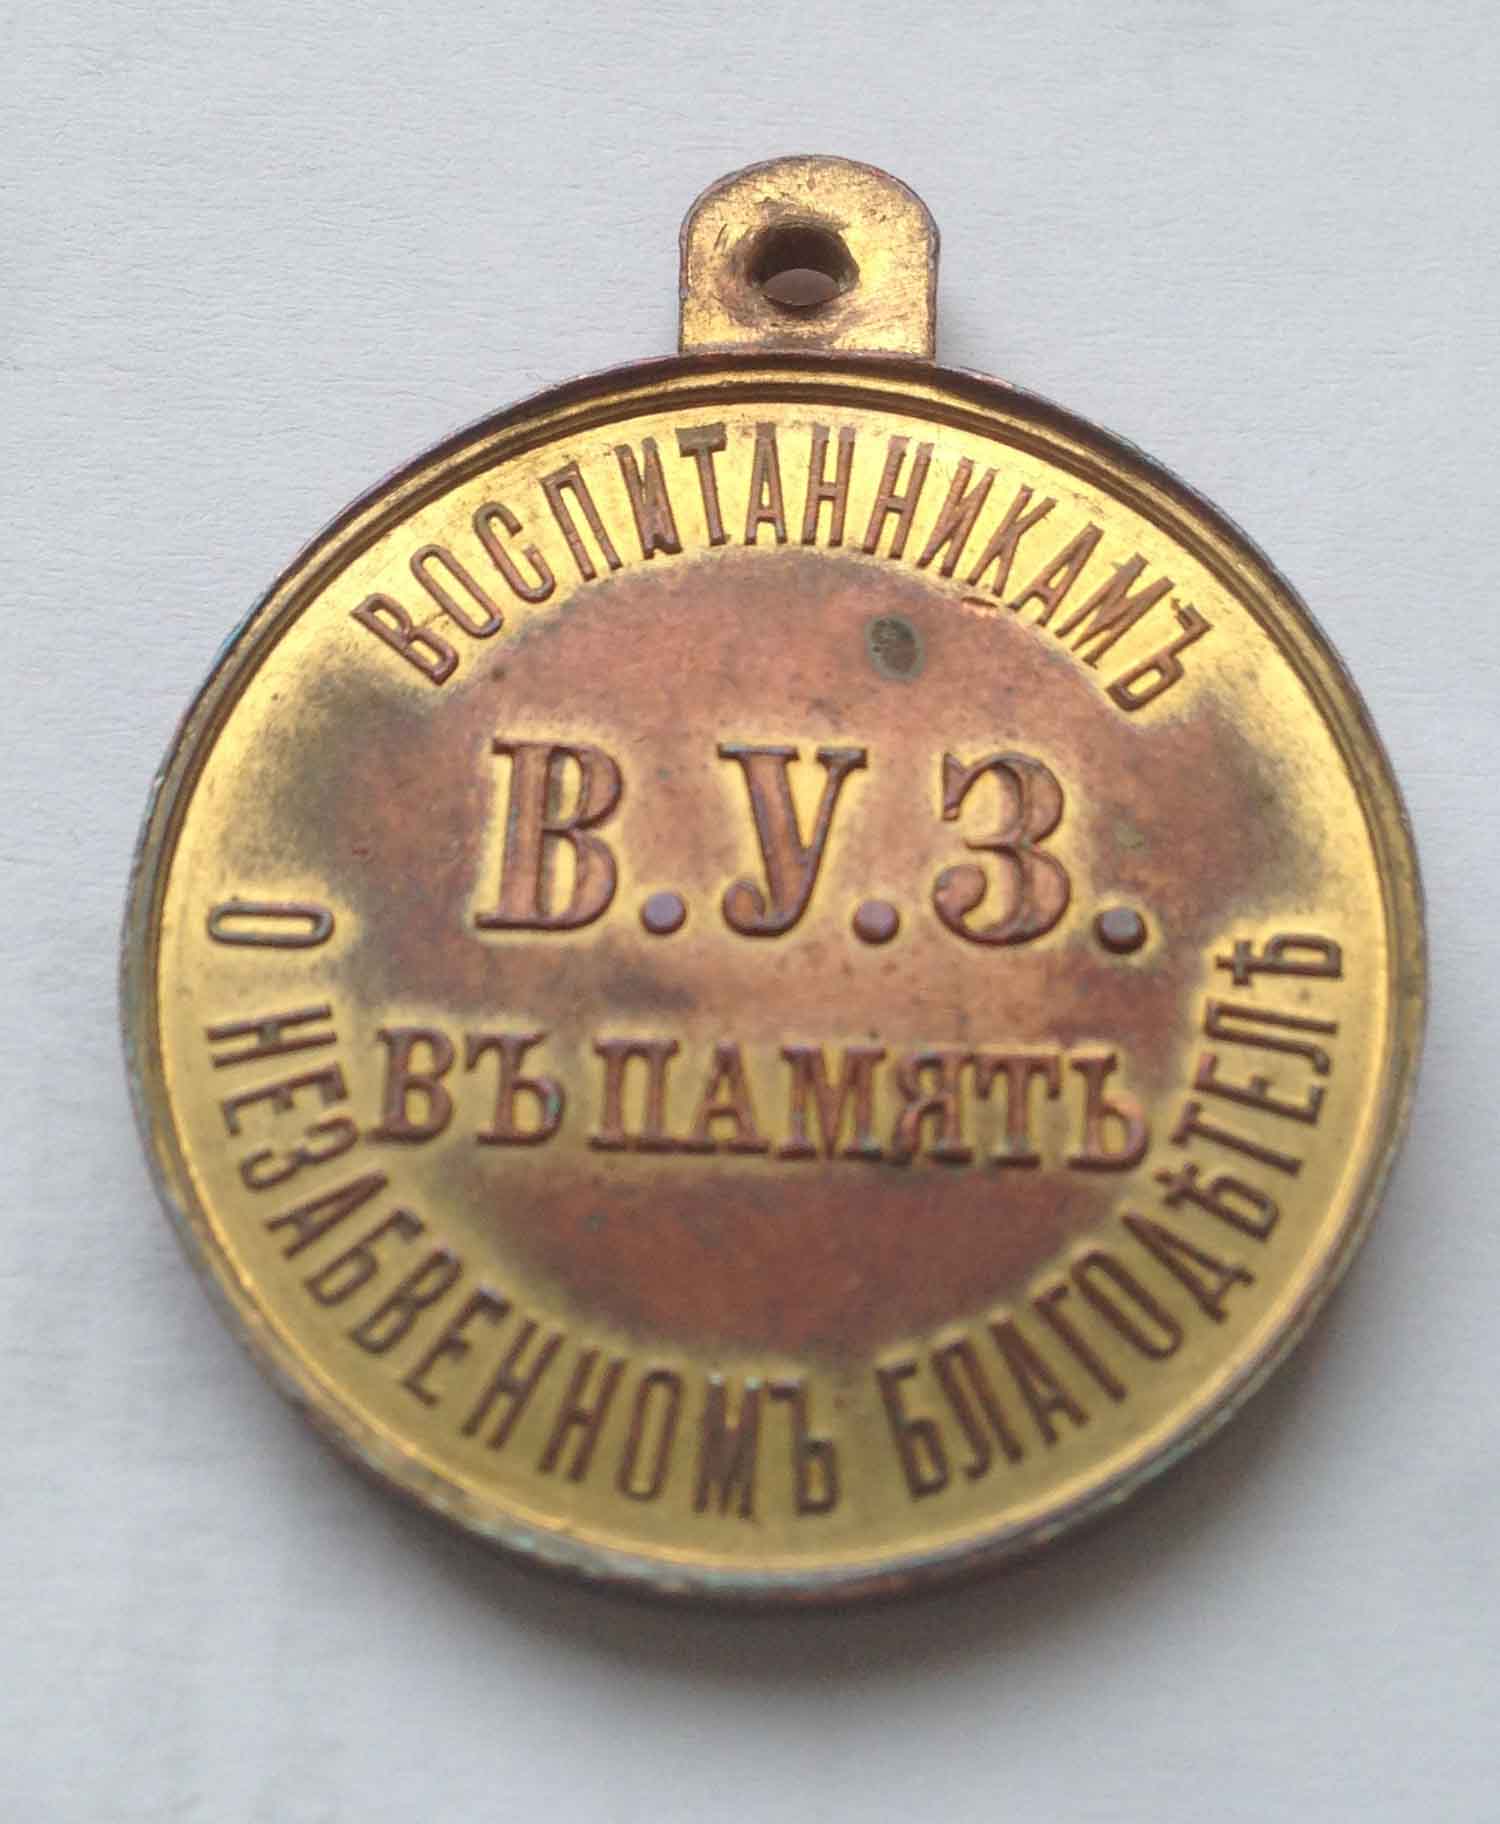 ВОСПИТАННИКАМЪ
В.У.З.
ВЪ ПАМЯТЬ
О НЕЗАБВЕННОМЪ БЛАГОДѢТЕЛѢ